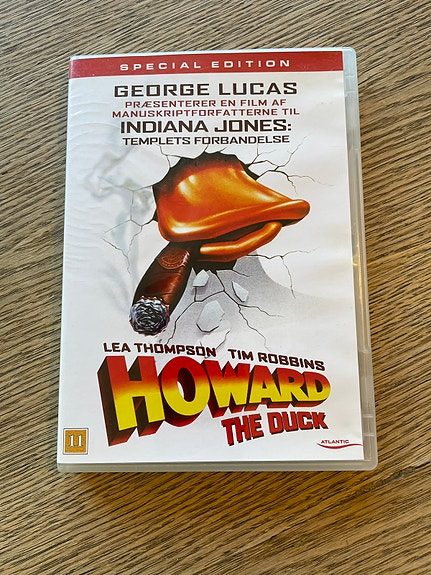 SPECIAL EDITION
GEORGE LUCAS
PRÆSENTERER EN FILM AF
MANUSKRIPTFORFATTERNE TIL
INDIANA JONES:
TEMPLETS FORBANDELSE
LEA THOMPSON TIM ROBBINS
HOWARD
THE DUCK
11
ATLANTIC